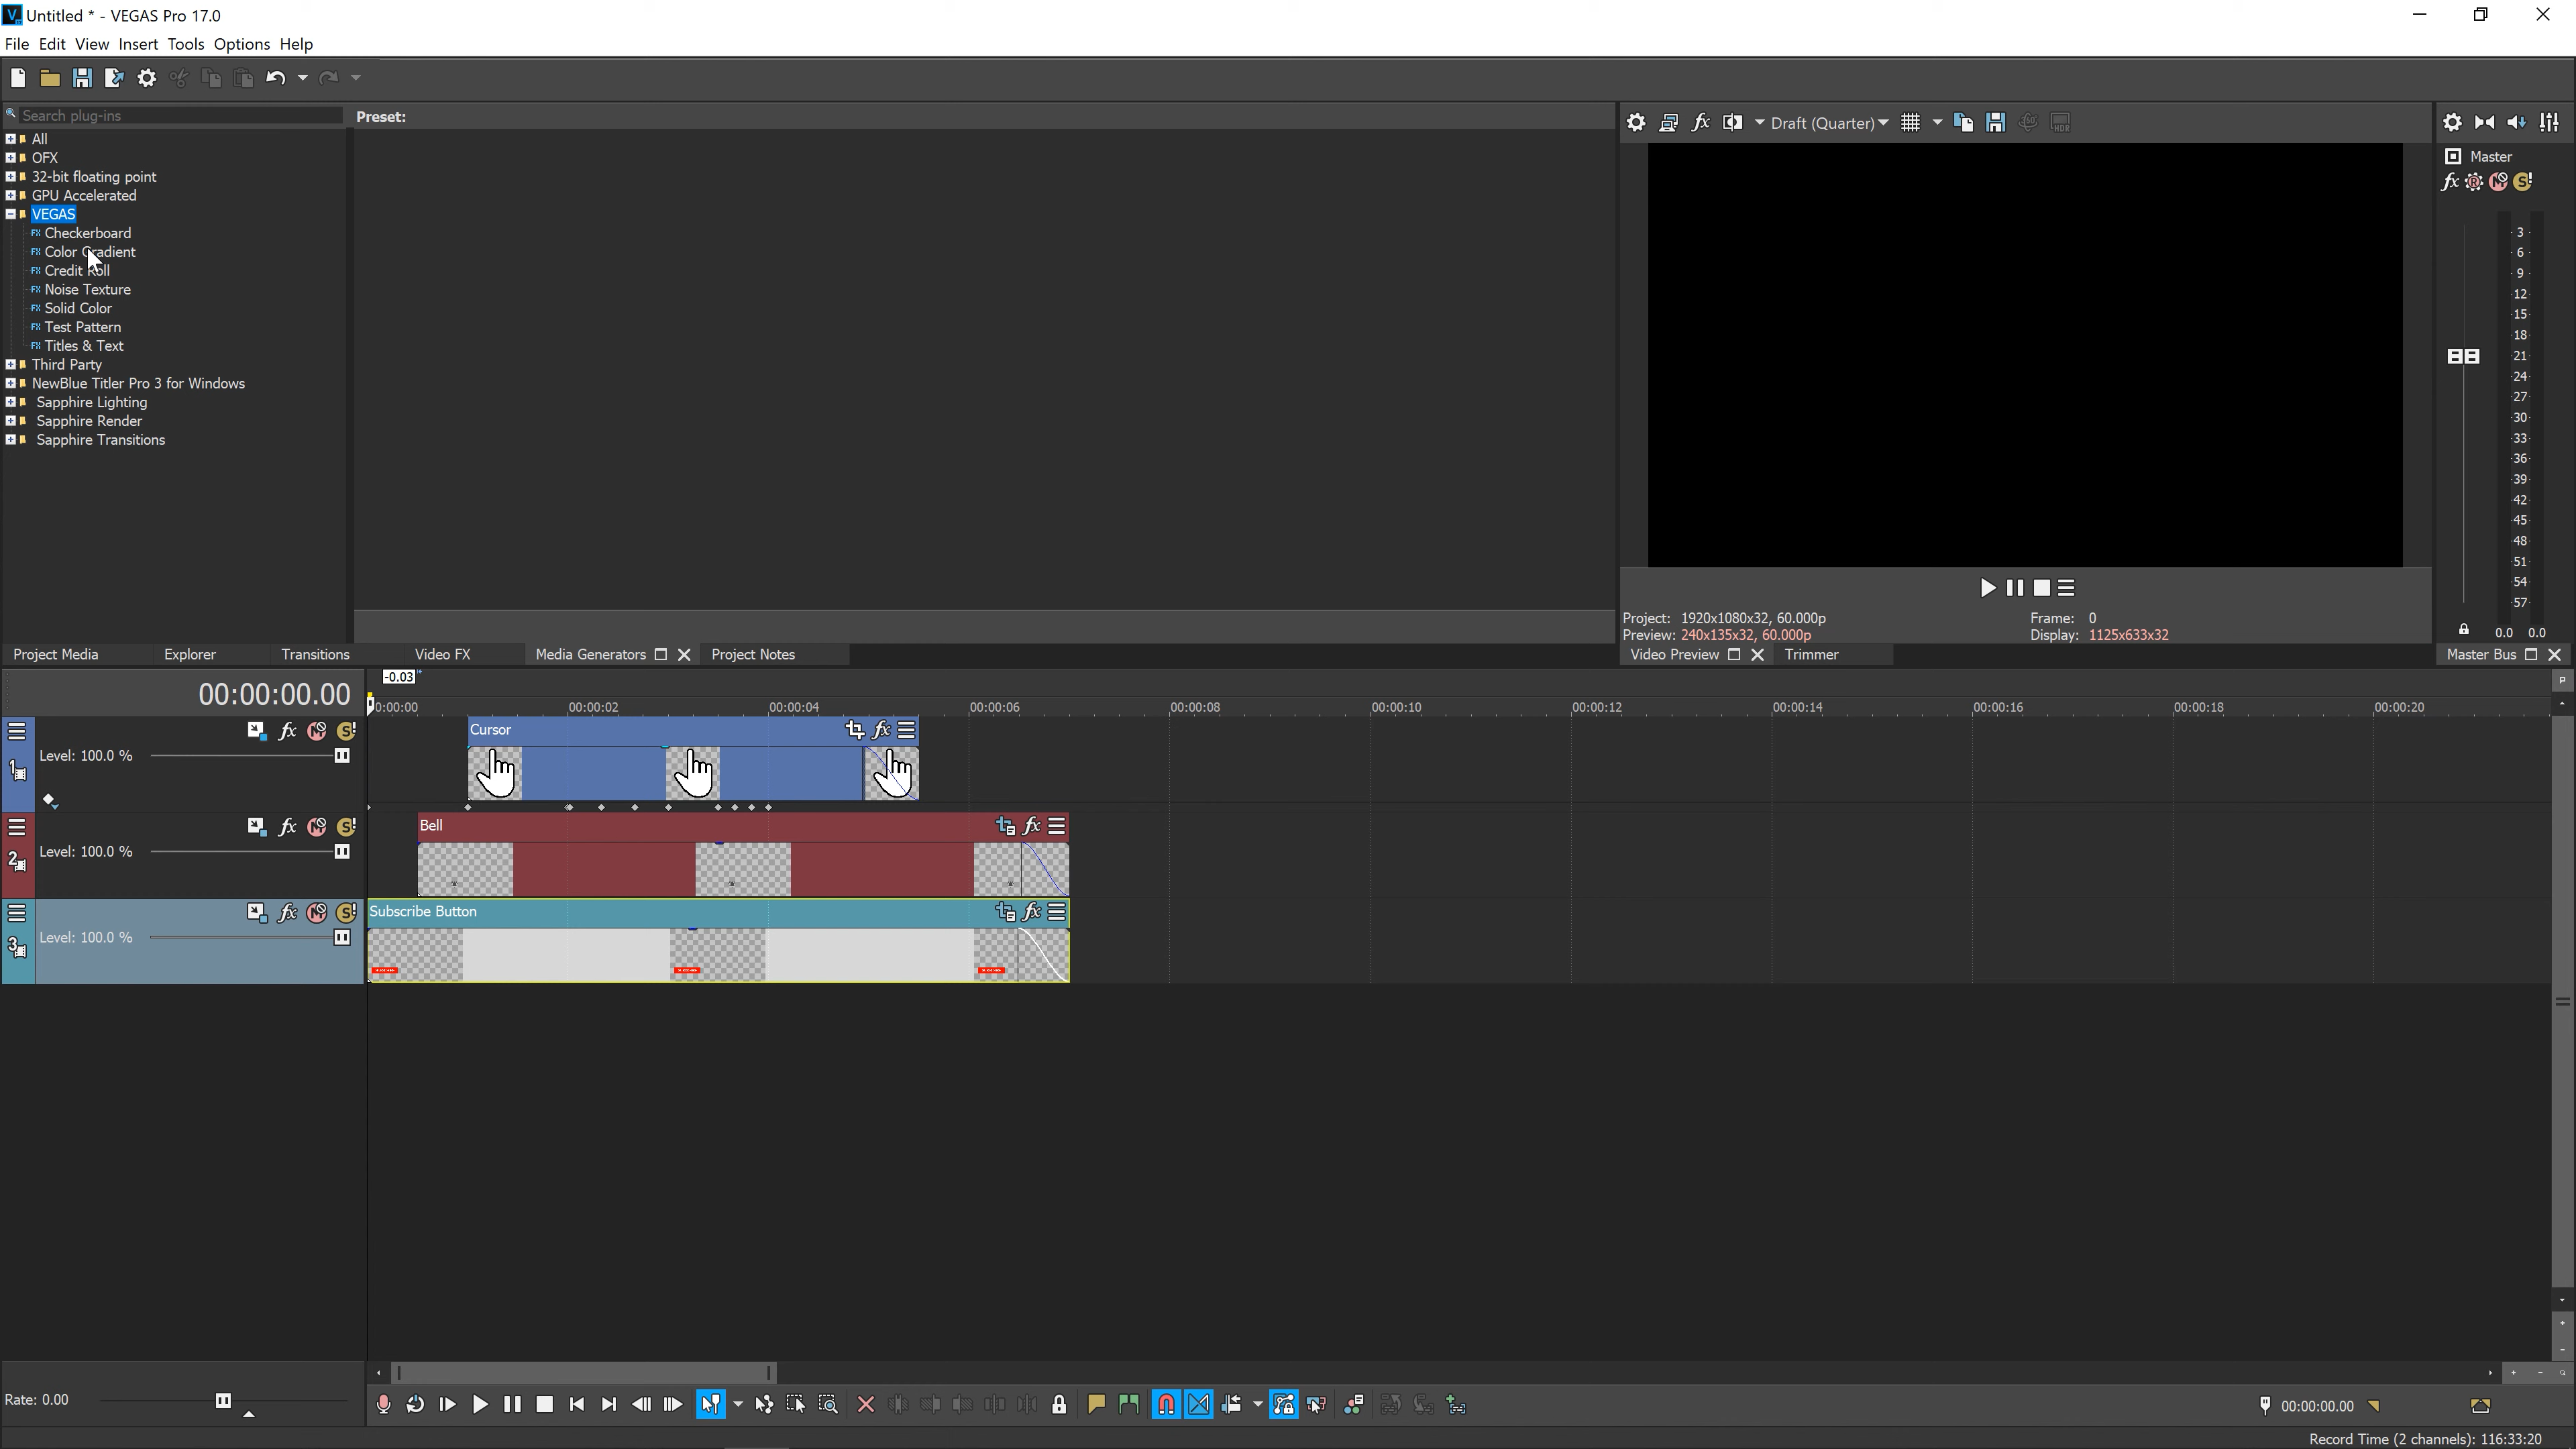 Untitled * - VEGAS Pro 17.0
File Edit View Insert Tools Options Help
Search plug-ins
Preset:
All
OFX
32-bit floating point
GPU Accelerated
VEGAS
Checkerboard
Color Gradient
Credit Roll
Noise Texture
Solid Color
Test Pattern
Titles & Text
Third Party
NewBlue Titler Pro 3 for Windows
Sapphire Lighting
Sapphire Render
Sapphire Transitions
Draft (Quarter)
Project: 1920x1080x32, 60.000p
Frame: 0
Preview: 240x135x32, 60.000p
Display: 1125x633x32
Video Preview
Trimmer
Master
3
6
9
12
15
18
21
24
27
30
33
36
39
42
45
48
51
54
57
0.0 0.0
Master Bus
Project Media
Explorer
Transitions
Video FX
Media Generators
Project Notes
-0.03
00:00:00.00
0:00:00 00:00:02 00:00:04 00:00:06 00:00:08 00:00:10 00:00:12 00:00:14 00:00:16 00:00:18 00:00:20
1
Level: 100.0 %
Cursor
2
Level: 100.0 %
Bell
3
Level: 100.0 %
Subscribe Button
Rate: 0.00
00:00:00.00
Record Time (2 channels): 116:33:20